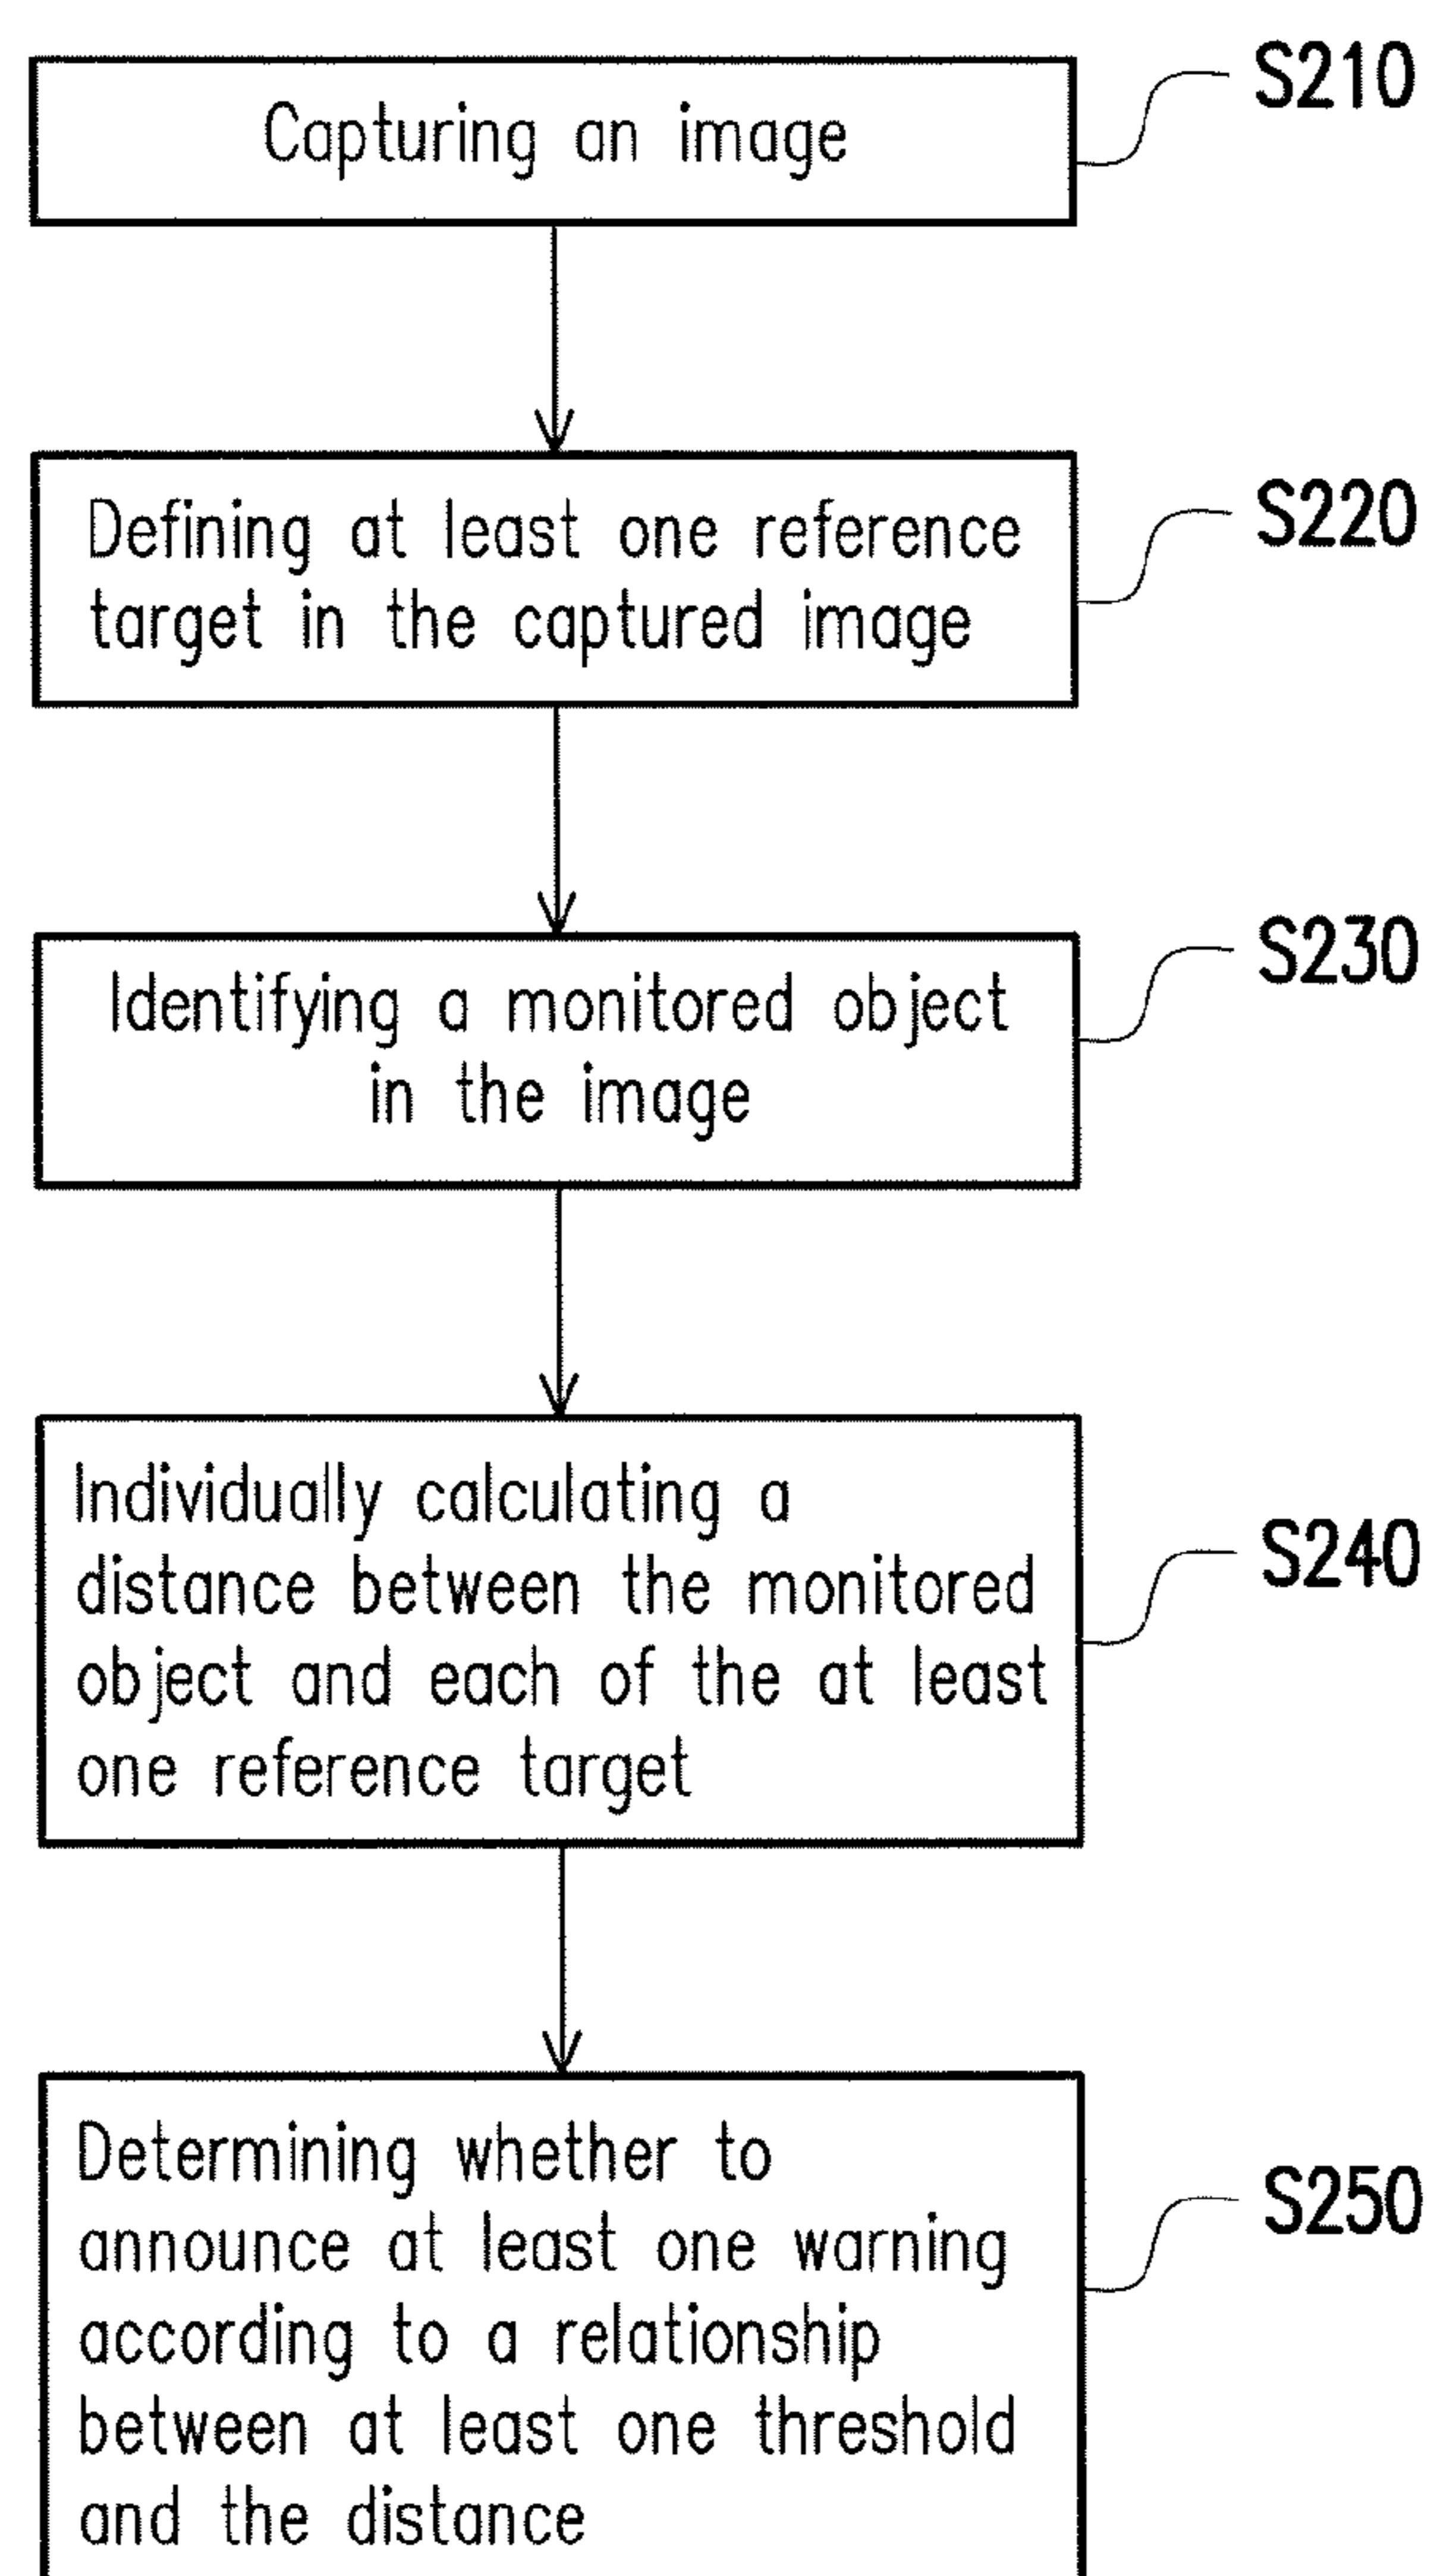 Capturing an image
S210
Defining at least one reference
target in the captured image
S220
Identifying a monitored object
in the image
S230
Individually calculating a
distance between the monitored
object and each of the at least
one reference target
S240
Determining whether to
announce at least one warning
according to a relationship
between at least one threshold
and the distance
S250